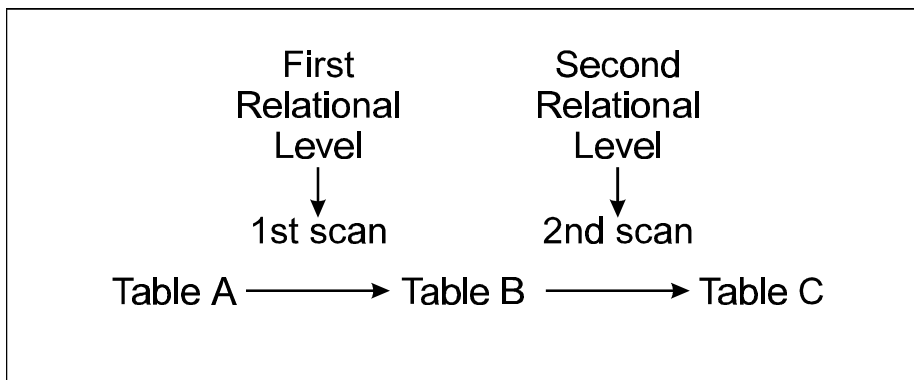 First
Relational
Level
Second
Relational
Level
1st scan
2nd scan
Table A
Table B
Table C